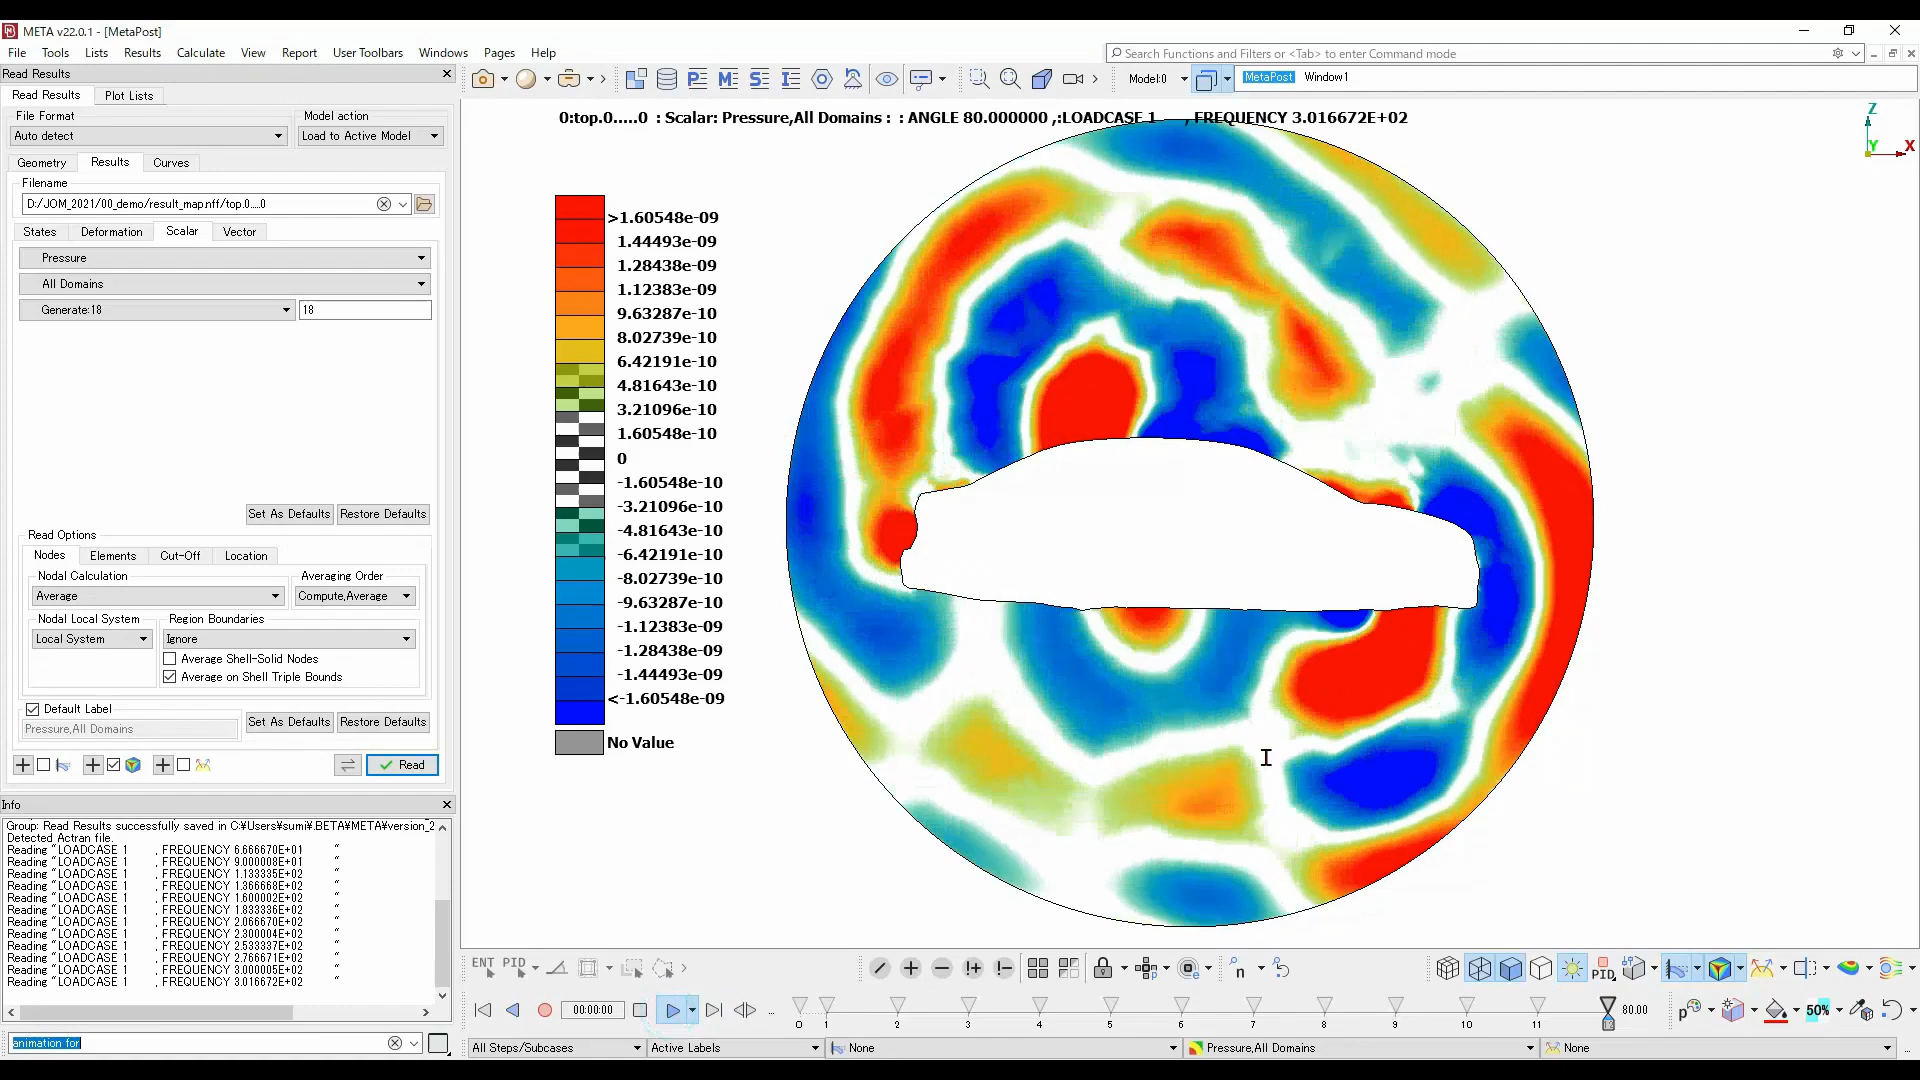 META v22.0.1 - [MetaPost]
File Tools Lists Results Calculate View Report User Toolbars Windows Pages Help
Search Functions and Filters or <Tab> to enter Command mode
Read Results
Read Results Plot Lists
Model:0
MetaPost Window1
File Format Model action
Auto detect Load to Active Model
Geometry Results Curves
Filename
D:/JOM_2021/00_demo/result_map.nff/top.0.....0
States Deformation Scalar Vector
Pressure
All Domains
Generate:18 18
Set As Defaults Restore Defaults
Read Options
Nodes Elements Cut-Off Location
Nodal Calculation Averaging Order
Average Compute,Average
Nodal Local System Region Boundaries
Local System Ignore
Average Shell-Solid Nodes
Average on Shell Triple Bounds
Default Label
Pressure,All Domains
Set As Defaults Restore Defaults
Read
Info
Group: Read Results successfully saved in C:¥Users¥sumi¥.BETA¥META¥version_2
Detected Actran file.
Reading "LOADCASE 1 , FREQUENCY 6.666670E+01 "
Reading "LOADCASE 1 , FREQUENCY 9.000008E+01 "
Reading "LOADCASE 1 , FREQUENCY 1.133335E+02 "
Reading "LOADCASE 1 , FREQUENCY 1.366668E+02 "
Reading "LOADCASE 1 , FREQUENCY 1.600002E+02 "
Reading "LOADCASE 1 , FREQUENCY 1.833336E+02 "
Reading "LOADCASE 1 , FREQUENCY 2.066670E+02 "
Reading "LOADCASE 1 , FREQUENCY 2.300004E+02 "
Reading "LOADCASE 1 , FREQUENCY 2.533337E+02 "
Reading "LOADCASE 1 , FREQUENCY 2.766671E+02 "
Reading "LOADCASE 1 , FREQUENCY 3.000005E+02 "
Reading "LOADCASE 1 , FREQUENCY 3.016672E+02 "
animation for
0:top.0.....0 : Scalar: Pressure,All Domains : : ANGLE 80.000000 ,:LOADCASE 1 , FREQUENCY 3.016672E+02
Z
Y X
>1.60548e-09
1.44493e-09
1.28438e-09
1.12383e-09
9.63287e-10
8.02739e-10
6.42191e-10
4.81643e-10
3.21096e-10
1.60548e-10
0
-1.60548e-10
-3.21096e-10
-4.81643e-10
-6.42191e-10
-8.02739e-10
-9.63287e-10
-1.12383e-09
-1.28438e-09
-1.44493e-09
<-1.60548e-09
No Value
ENT PID
PID
00:00:00
0 1 2 3 4 5 6 7 8 9 10 11
80.00
50%
All Steps/Subcases Active Labels None Pressure,All Domains None